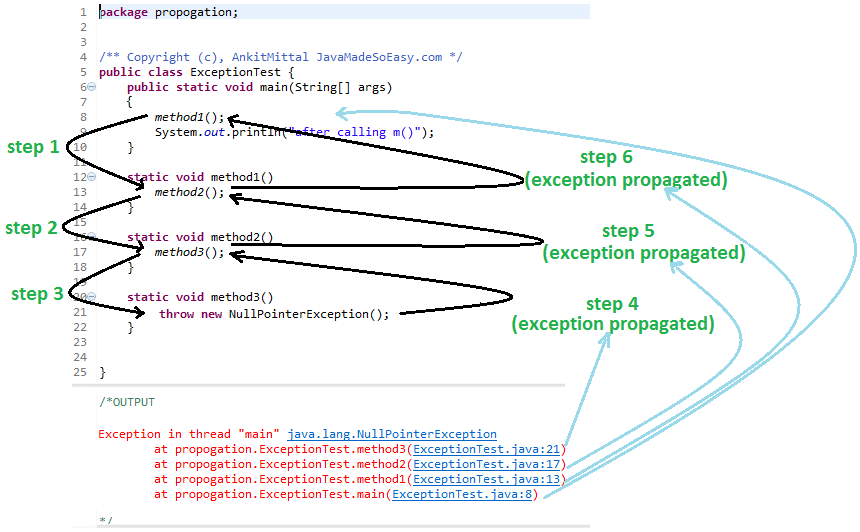 1 package propogation;
2
3
4 /** Copyright (c), AnkitMittal JavaMadeSoEasy.com */
5 public class ExceptionTest {
6 public static void main(String[] args)
7 {
8 method1();
9 System.out.println("after calling m()");
10 }
11
12 static void method1()
13 method2();
14 }
15
16 static void method2()
17 method3();
18 }
19
20 static void method3()
21 throw new NullPointerException();
22 }
23
24
25 }
step 1
step 2
step 3
step 6
(exception propagated)
step 5
(exception propagated)
step 4
(exception propagated)
/*OUTPUT
Exception in thread "main" java.lang.NullPointerException
at propogation.ExceptionTest.method3(ExceptionTest.java:21)
at propogation.ExceptionTest.method2(ExceptionTest.java:17)
at propogation.ExceptionTest.method1(ExceptionTest.java:13)
at propogation.ExceptionTest.main(ExceptionTest.java:8)
*/